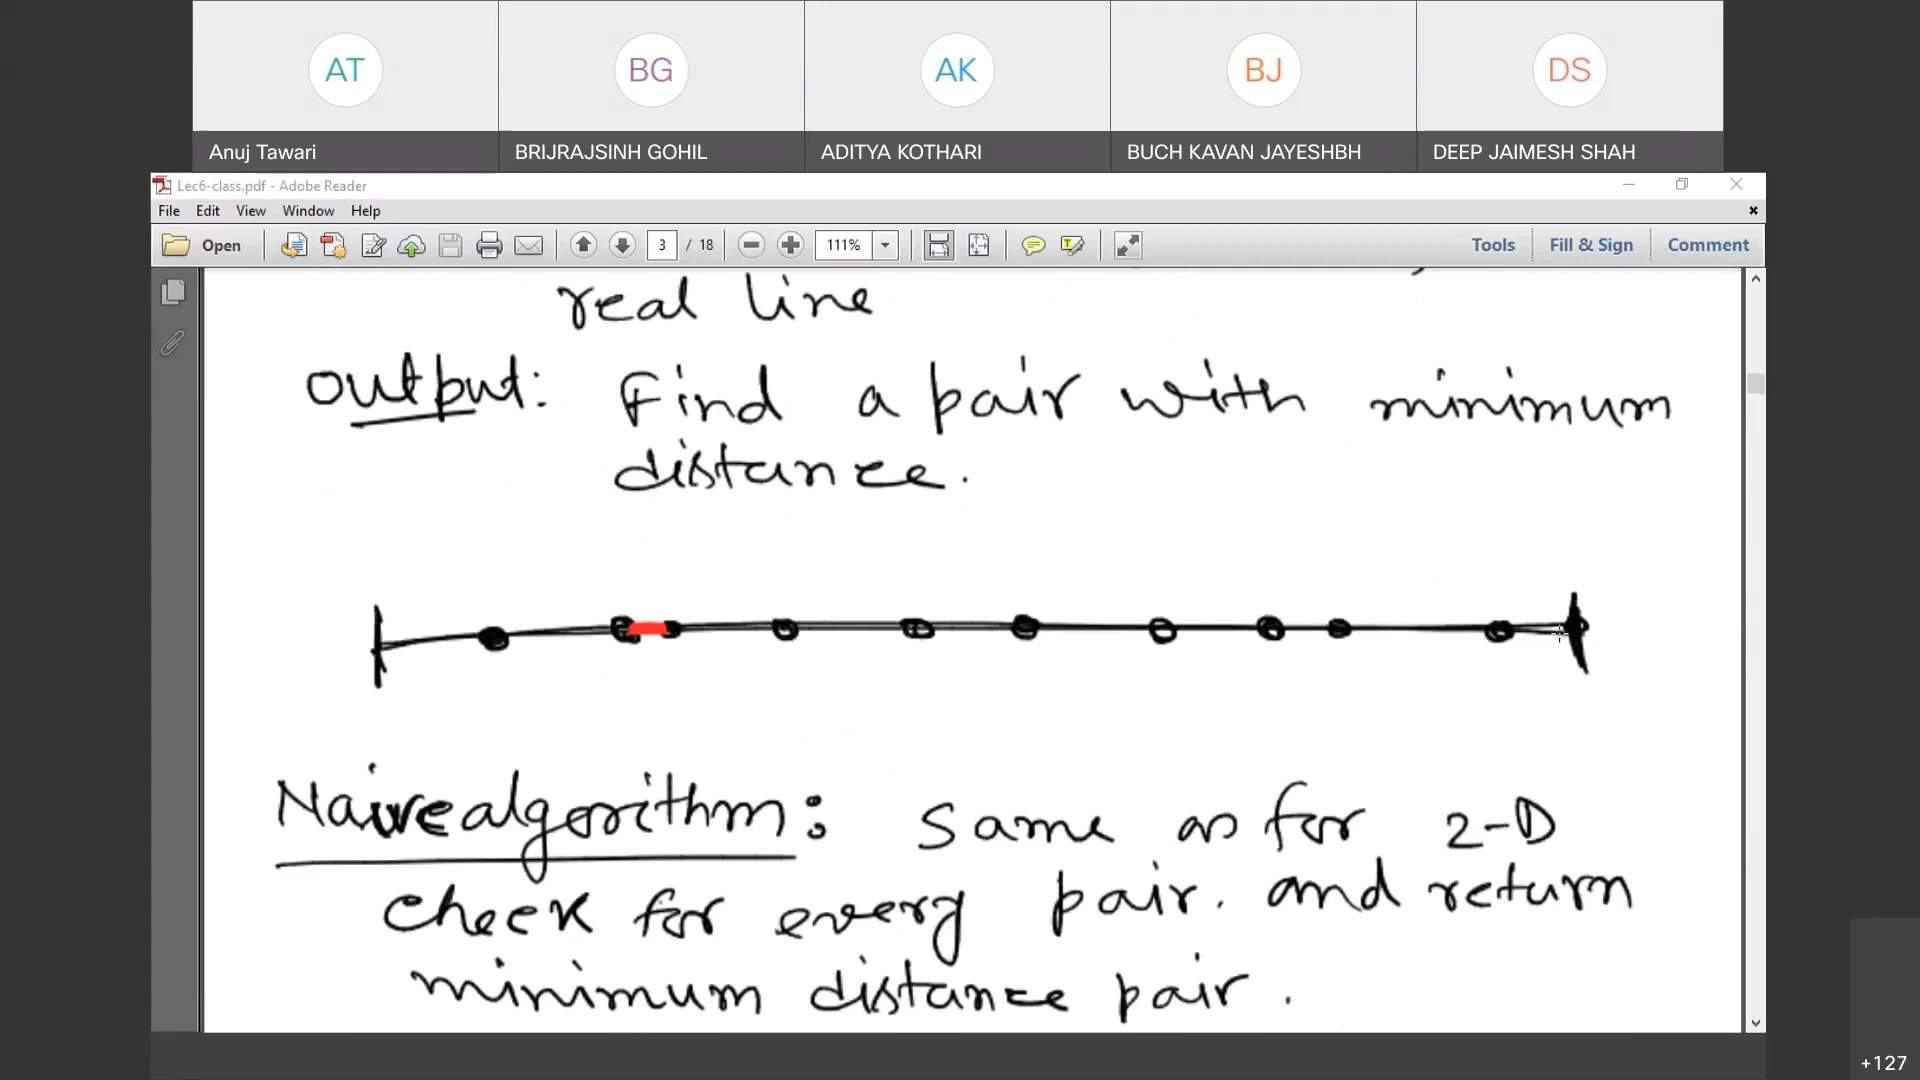 AT
BG
AK
BJ
DS
Anuj Tawari
BRIJRAJSINH GOHIL
ADITYA KOTHARI
BUCH KAVAN JAYESHBH
DEEP JAIMESH SHAH
Lec6-class.pdf - Adobe Reader
File Edit View Window Help
Open 3 / 18 111% Tools Fill & Sign Comment
real line
output: Find a pair with minimum
distance.
Naive algorithm: Same as for 2-D
check for every pair. and return
minimum distance pair.
+127